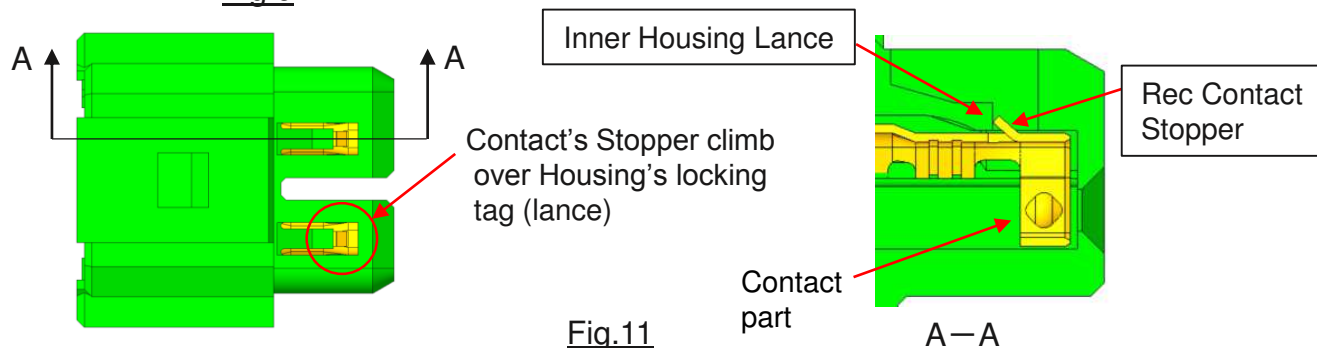 A
A
Contact's Stopper climb
over Housing's locking
tag (lance)
Inner Housing Lance
Rec Contact
Stopper
Contact
part
Fig.11
A－A